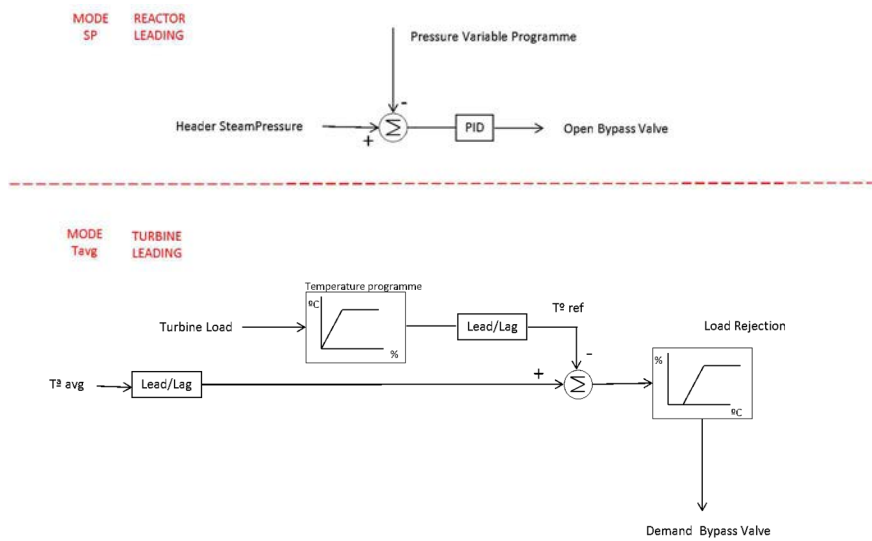 MODE REACTOR
SP LEADING
Pressure Variable Programme
-
Header SteamPressure
+
Σ
PID
Open Bypass Valve
MODE TURBINE
Tavg LEADING
Temperature programme
ºC
%
Turbine Load
Lead/Lag
Tº ref
-
Load Rejection
%
ºC
Tª avg
Lead/Lag
+
Σ
Demand Bypass Valve